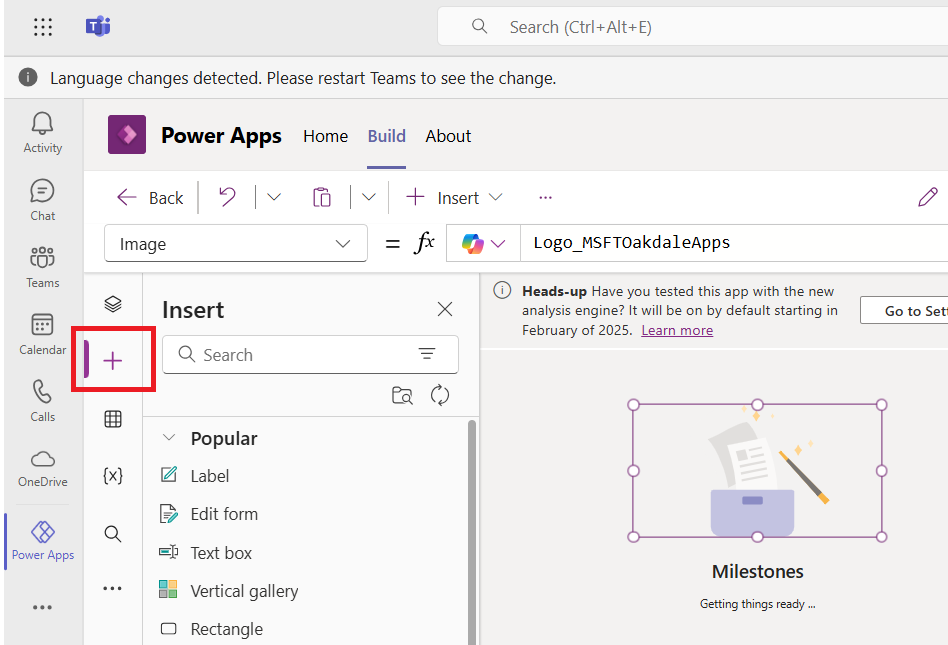 Search (Ctrl+Alt+E)
Language changes detected. Please restart Teams to see the change.
Activity
Chat
Teams
Calendar
Calls
OneDrive
Power Apps
Power Apps Home Build About
Back Insert
Image = fx Logo_MSFTOakdaleApps
Insert
Search
Popular
Label
Edit form
Text box
Vertical gallery
Rectangle
Heads-up Have you tested this app with the new
analysis engine? It will be on by default starting in
February of 2025. Learn more
Go to Set
Milestones
Getting things ready ...